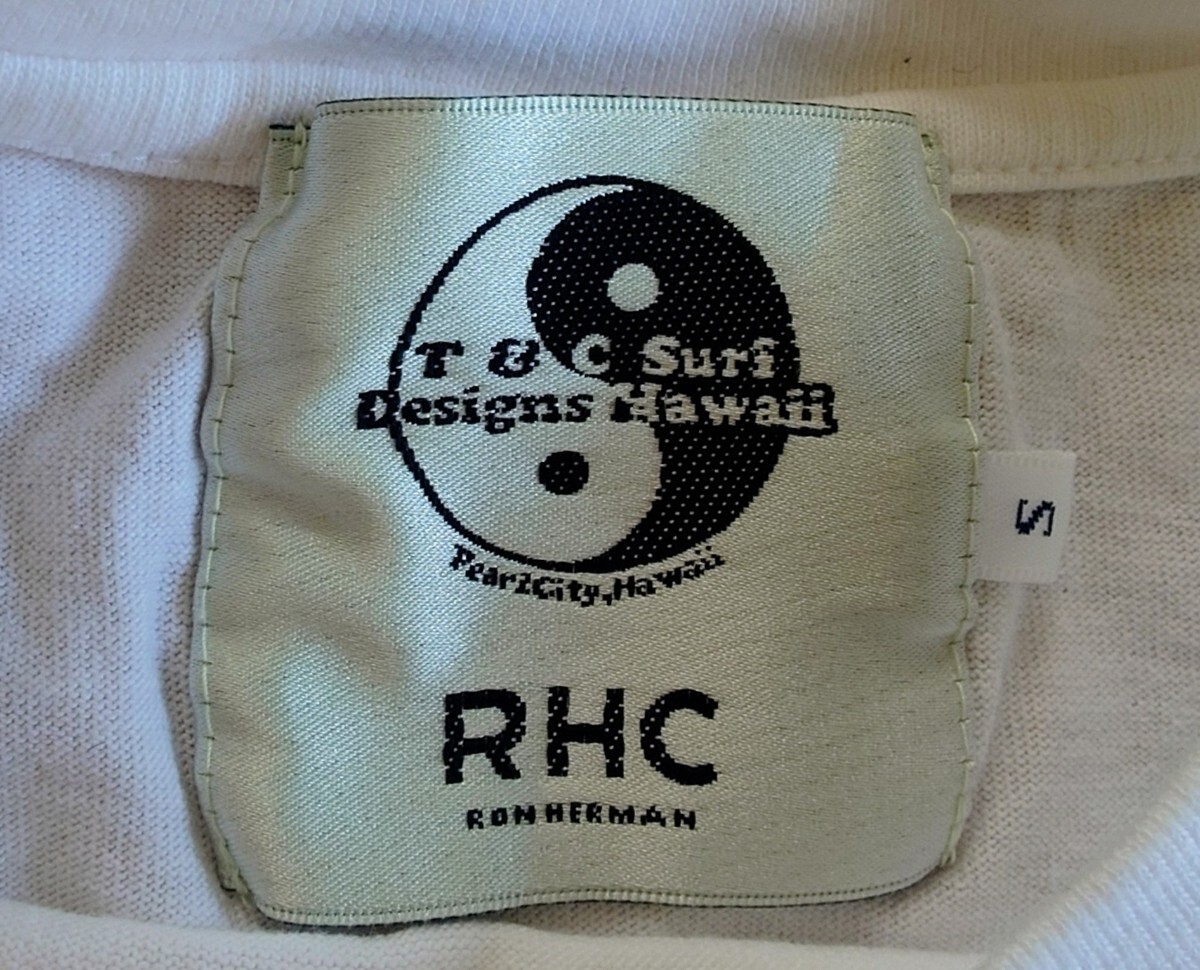 T & C Surf
Designs Hawaii
Pearl City, Hawaii
RHC
RON HERMAN
S